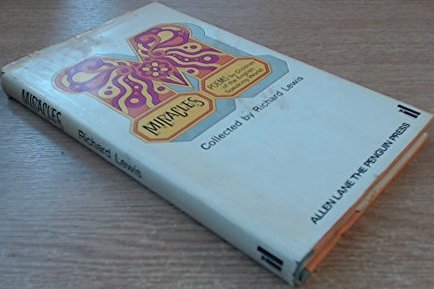 MIRACLES
POEMS by Children
of the English
Speaking World
Collected by Richard Lewis
ALLEN LANE THE PENGUIN PRESS
MIRACLES
Richard Lewis